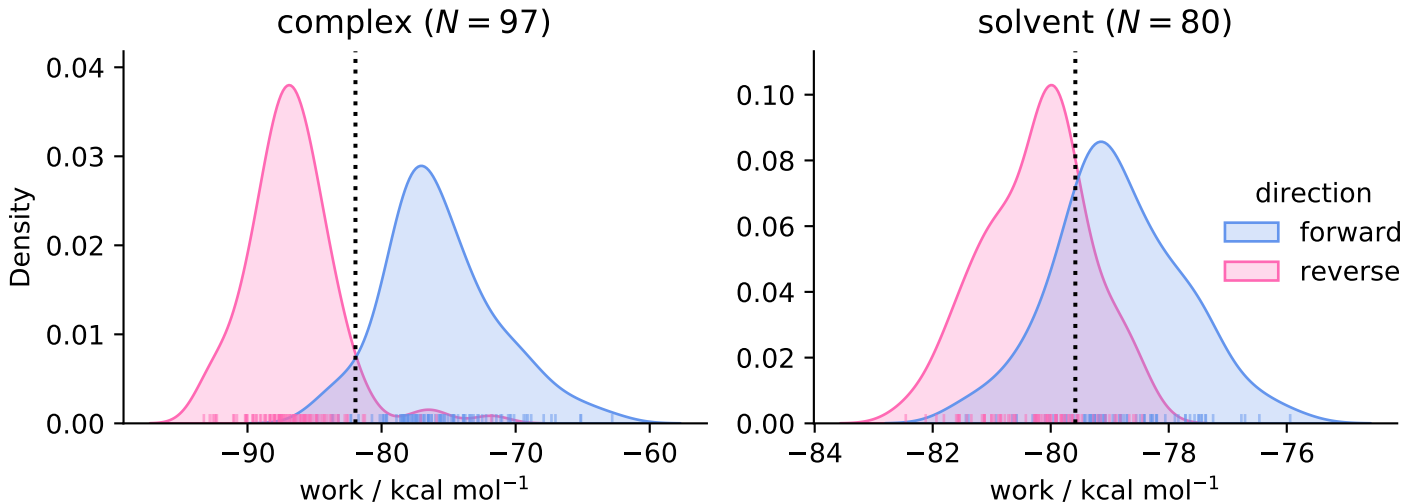 complex (N = 97)
0.04
0.03
0.02
0.01
0.00
Density
−90
−80
−70
−60
work / kcal mol⁻¹
solvent (N = 80)
0.10
0.08
0.06
0.04
0.02
0.00
−84
−82
−80
−78
−76
work / kcal mol⁻¹
direction
forward
reverse